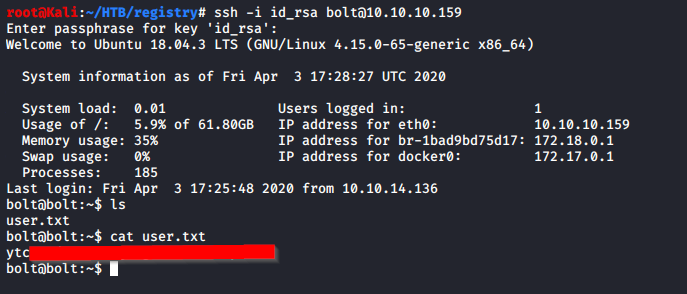 root@Kali:~/HTB/registry# ssh -i id_rsa bolt@10.10.10.159
Enter passphrase for key 'id_rsa':
Welcome to Ubuntu 18.04.3 LTS (GNU/Linux 4.15.0-65-generic x86_64)
System information as of Fri Apr  3 17:28:27 UTC 2020
System load:  0.01              Users logged in:                1
Usage of /:   5.9% of 61.80GB   IP address for eth0:            10.10.10.159
Memory usage: 35%               IP address for br-1bad9bd75d17: 172.18.0.1
Swap usage:   0%                IP address for docker0:         172.17.0.1
Processes:    185
Last login: Fri Apr  3 17:25:48 2020 from 10.10.14.136
bolt@bolt:~$ ls
user.txt
bolt@bolt:~$ cat user.txt
ytc
bolt@bolt:~$